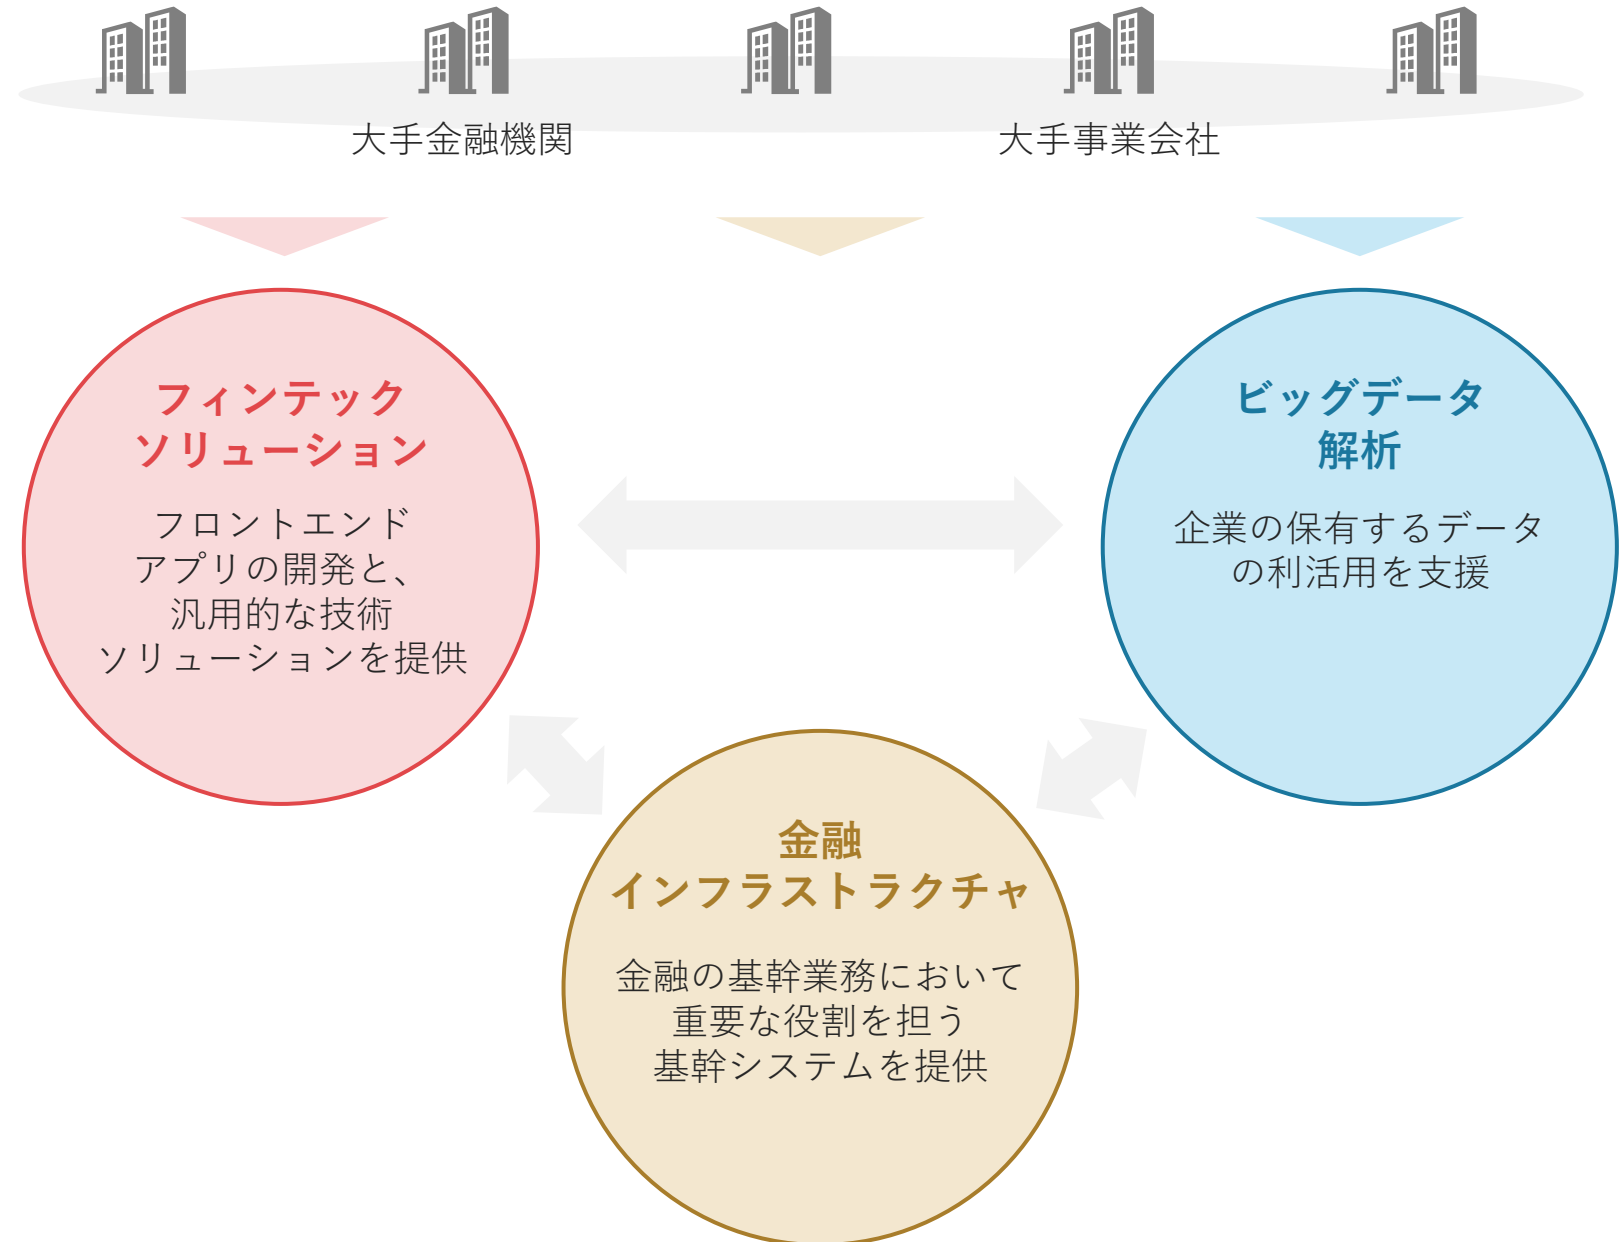 大手金融機関
大手事業会社
フィンテック
ソリューション
フロントエンド
アプリの開発と、
汎用的な技術
ソリューションを提供
ビッグデータ
解析
企業の保有するデータ
の利活用を支援
金融
インフラストラクチャ
金融の基幹業務において
重要な役割を担う
基幹システムを提供